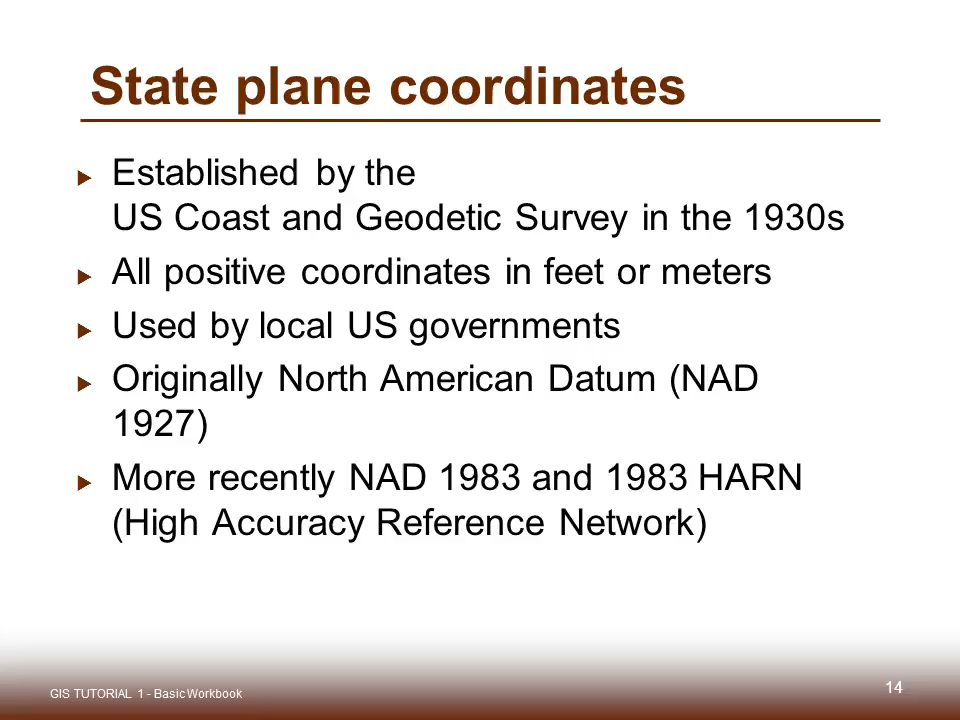 State plane coordinates
Established by the
US Coast and Geodetic Survey in the 1930s
All positive coordinates in feet or meters
Used by local US governments
Originally North American Datum (NAD
1927)
More recently NAD 1983 and 1983 HARN
(High Accuracy Reference Network)
GIS TUTORIAL 1 - Basic Workbook
14